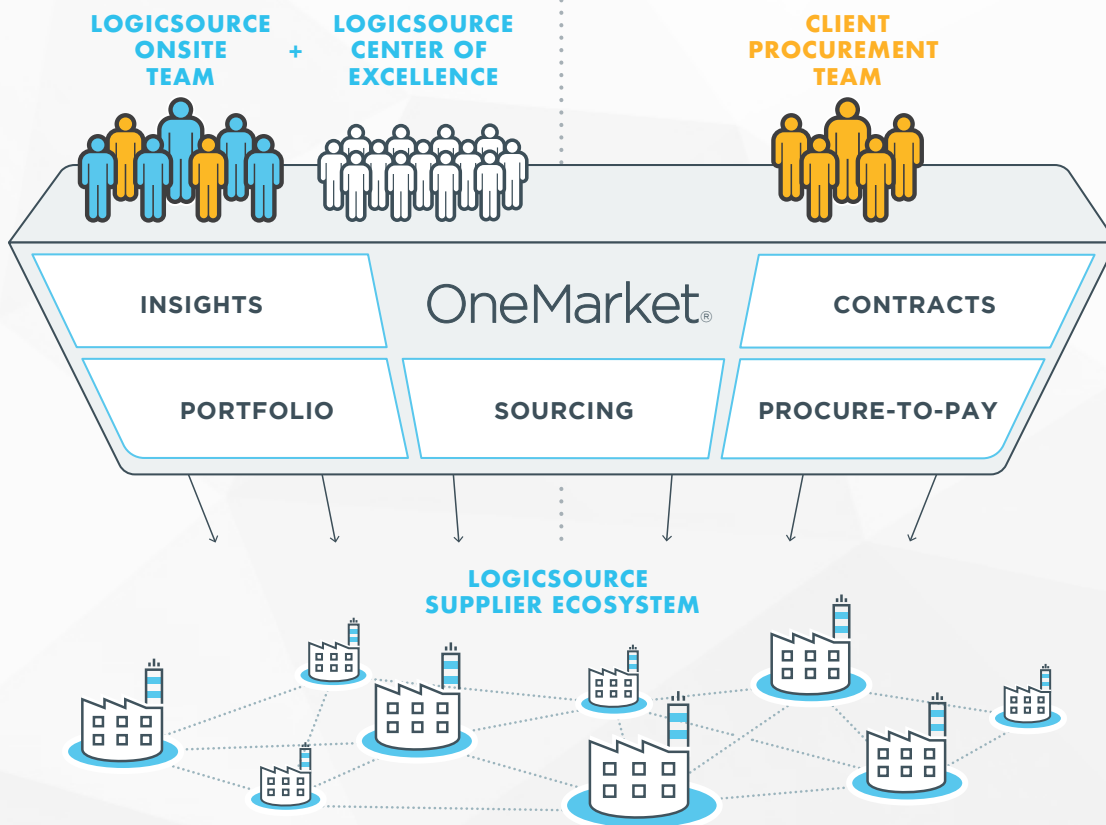 LOGICSOURCE
ONSITE
TEAM
+
LOGICSOURCE
CENTER OF
EXCELLENCE
CLIENT
PROCUREMENT
TEAM
INSIGHTS
OneMarket®
CONTRACTS
PORTFOLIO
SOURCING
PROCURE-TO-PAY
LOGICSOURCE
SUPPLIER ECOSYSTEM